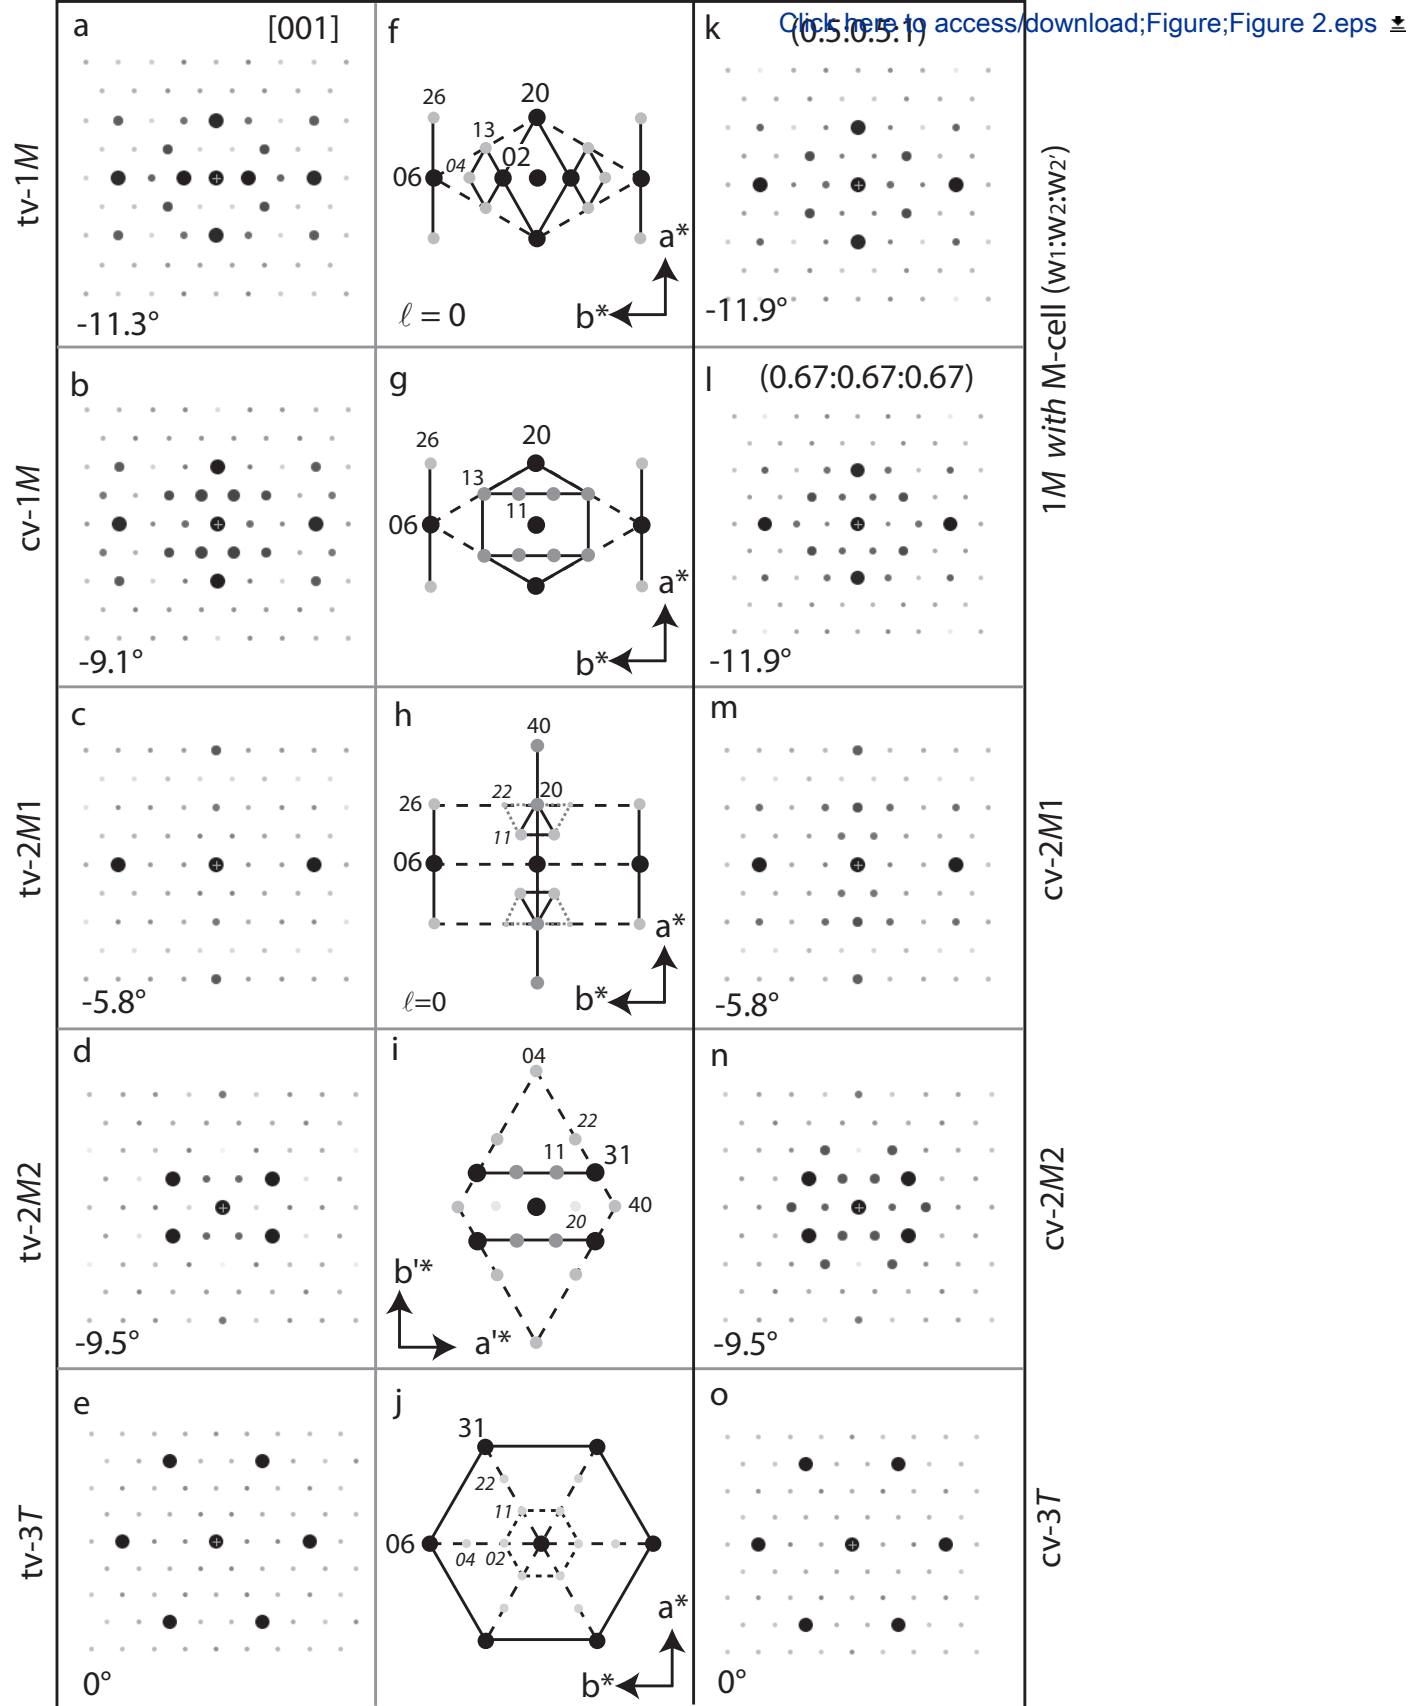 Click here to access/download;Figure;Figure 2.eps
a [001]
f
k (0.5:0.5:1)
tv-1M
26
20
13
04
02
06
a*
b*
ℓ = 0
-11.3°
-11.9°
1M with M-cell (w1:w2:w2')
b
g
l (0.67:0.67:0.67)
cv-1M
26
20
13
11
06
a*
b*
-9.1°
-11.9°
c
h
m
tv-2M1
40
22
20
26
11
06
a*
b*
ℓ=0
-5.8°
-5.8°
cv-2M1
d
i
n
tv-2M2
04
22
11
31
40
20
b'*
a'*
-9.5°
-9.5°
cv-2M2
e
j
o
tv-3T
31
22
11
06
04
02
a*
b*
0°
0°
cv-3T